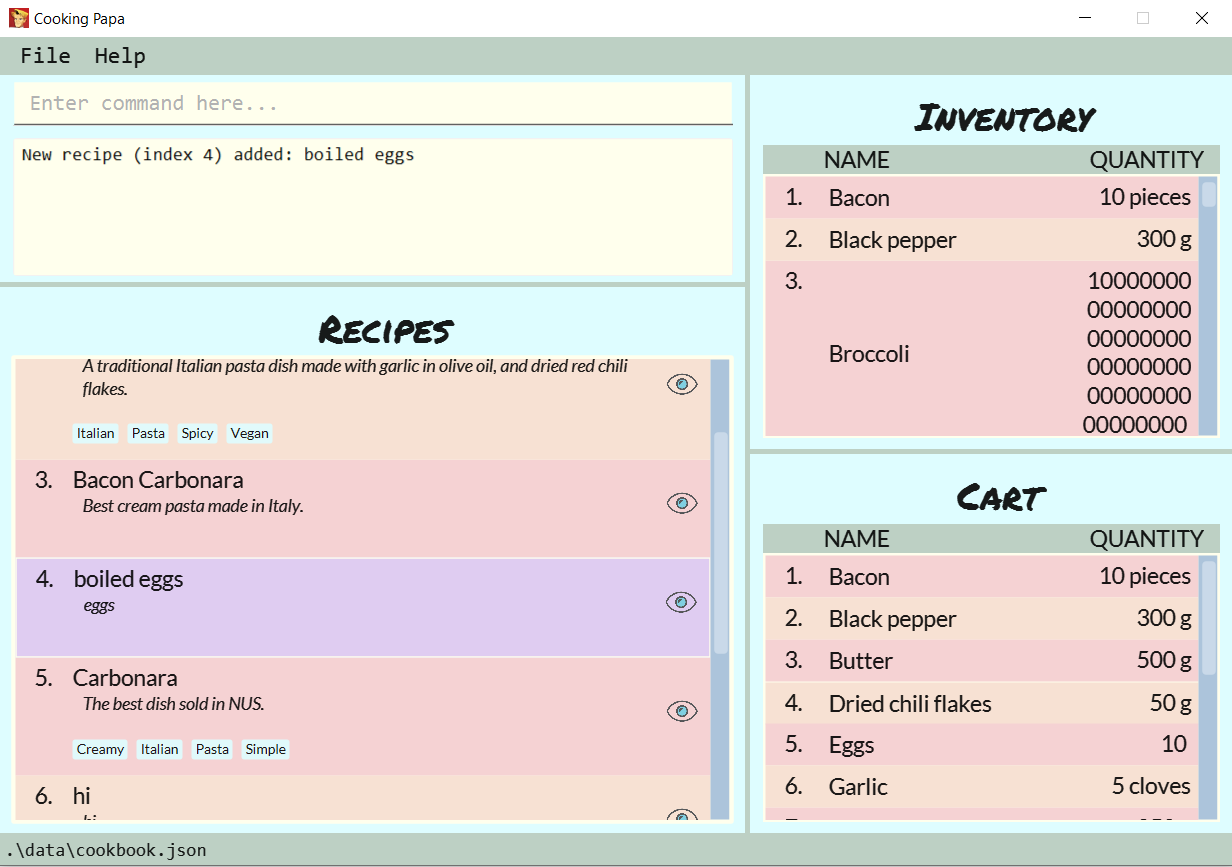 Cooking Papa
File Help
Enter command here...
New recipe (index 4) added: boiled eggs
Recipes
A traditional Italian pasta dish made with garlic in olive oil, and dried red chili
flakes.
Italian Pasta Spicy Vegan
3. Bacon Carbonara
Best cream pasta made in Italy.
4. boiled eggs
eggs
5. Carbonara
The best dish sold in NUS.
Creamy Italian Pasta Simple
6. hi
Inventory
NAME QUANTITY
1. Bacon 10 pieces
2. Black pepper 300 g
3. Broccoli 10000000
00000000
00000000
00000000
00000000
00000000
Cart
NAME QUANTITY
1. Bacon 10 pieces
2. Black pepper 300 g
3. Butter 500 g
4. Dried chili flakes 50 g
5. Eggs 10
6. Garlic 5 cloves
.\data\cookbook.json